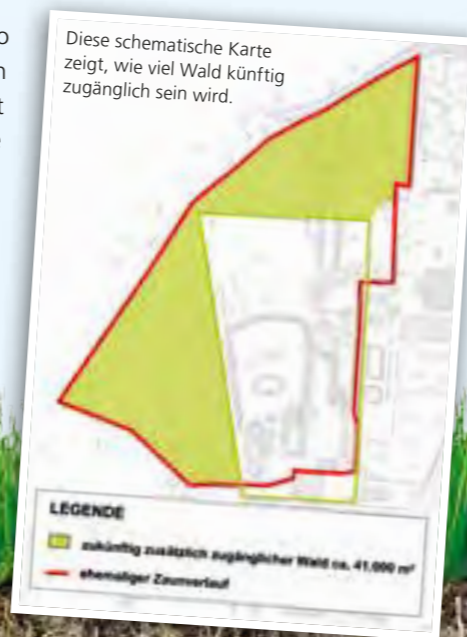 Diese schematische Karte
zeigt, wie viel Wald künftig
zugänglich sein wird.
LEGENDE
zukünftig zusätzlich zugänglicher Wald ca. 41.000 m²
ehemaliger Zaunverlauf